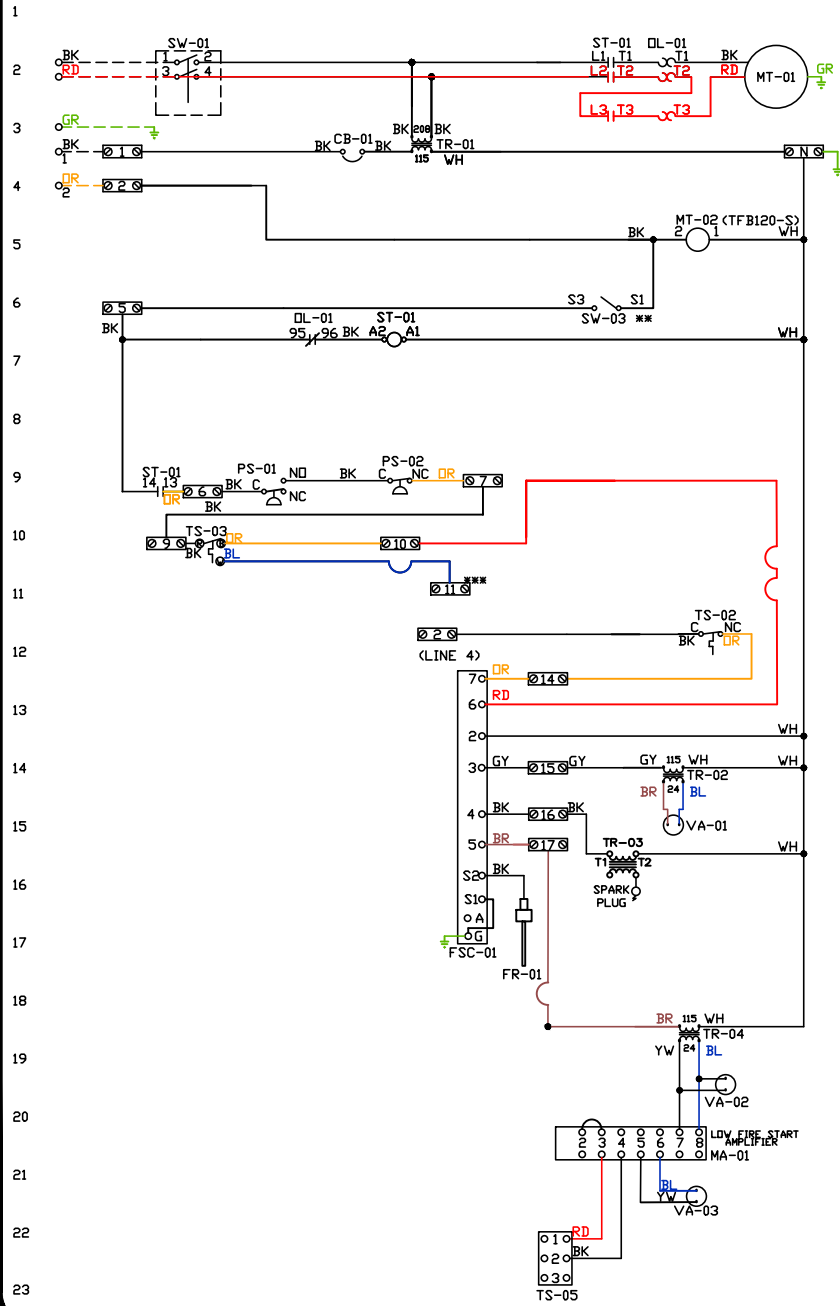 1
SW-01
BK 1 2 ST-01 OL-01
L1 T1 T1 BK
2 RD 3 4 L2 T2 T2 RD MT-01 GR
L3 T3 T3
3 GR
BK 208 BK
BK 1 1 BK CB-01 BK TR-01 N
115 WH
4 OR 2 2
MT-02 (TFB120-S)
5 BK 2 1 WH
6 5 S3 S1
SW-03 **
BK OL-01 ST-01
95 96 BK A2 A1 WH
7
8
PS-01 NO PS-02
9 ST-01 BK C NC OR 7
14 13 OR 6 BK C NC
BK
10 TS-03 OR
9 BK 10
BL
11 11 ***
TS-02
2 C NC
BK OR
12 (LINE 4)
7 OR 14
13 6 RD
2 WH
14 3 GY 15 GY GY 115 WH WH
TR-02
BR 24 BL
15 4 BK 16 BK VA-01
5 BR 17 TR-03 WH
T1 T2
16 S2 BK SPARK
PLUG
S1
A
17 G
FSC-01
FR-01
18
BR 115 WH
TR-04
19 YW 24 BL
VA-02
20
LOW FIRE START
AMPLIFIER
2 3 4 5 6 7 8
MA-01
21 BL
YW
VA-03
22 1 RD
2 BK
23 3
TS-05